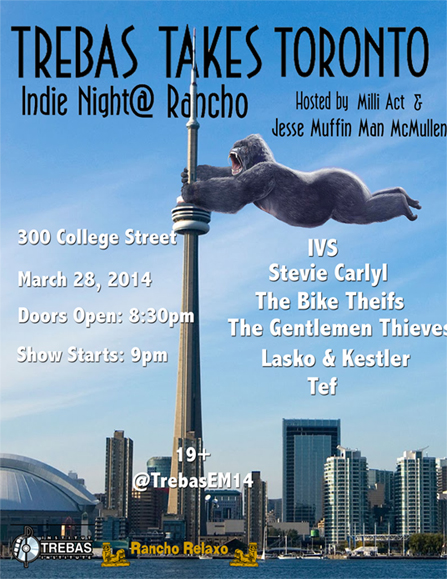 TREBAS TAKES TORONTO
Indie Night@ Rancho
Hosted by Milli Act &
Jesse Muffin Man McMullen
300 College Street
March 28, 2014
Doors Open: 8:30pm
Show Starts: 9pm
IVS
Stevie Carlyl
The Bike Theifs
The Gentlemen Thieves
Lasko & Kestler
Tef
19+
@TrebasEM14
INSTITUT
TREBAS
INSTITUTE
Rancho Relaxo